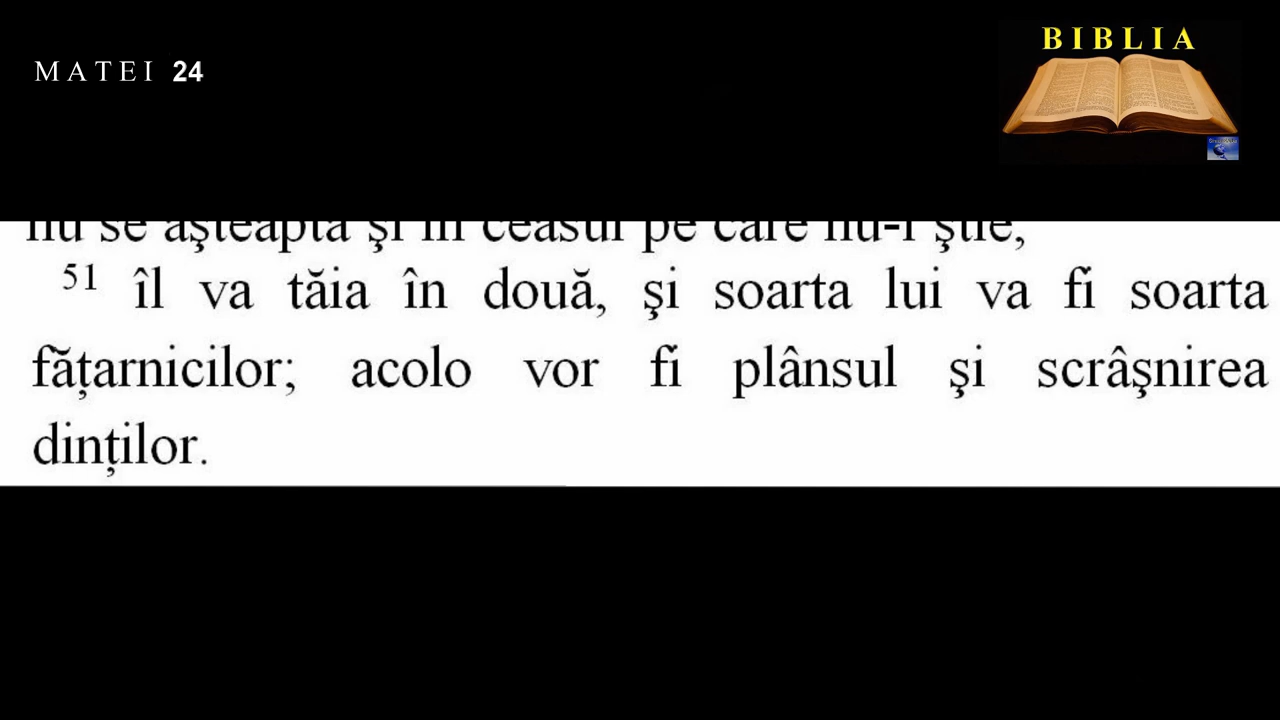 BIBLIA
MATEI 24
nu se aşteaptă şi în ceasul pe care nu-l ştie,
51 îl va tăia în două, şi soarta lui va fi soarta
făţarnicilor; acolo vor fi plânsul şi scrâşnirea
dinţilor.